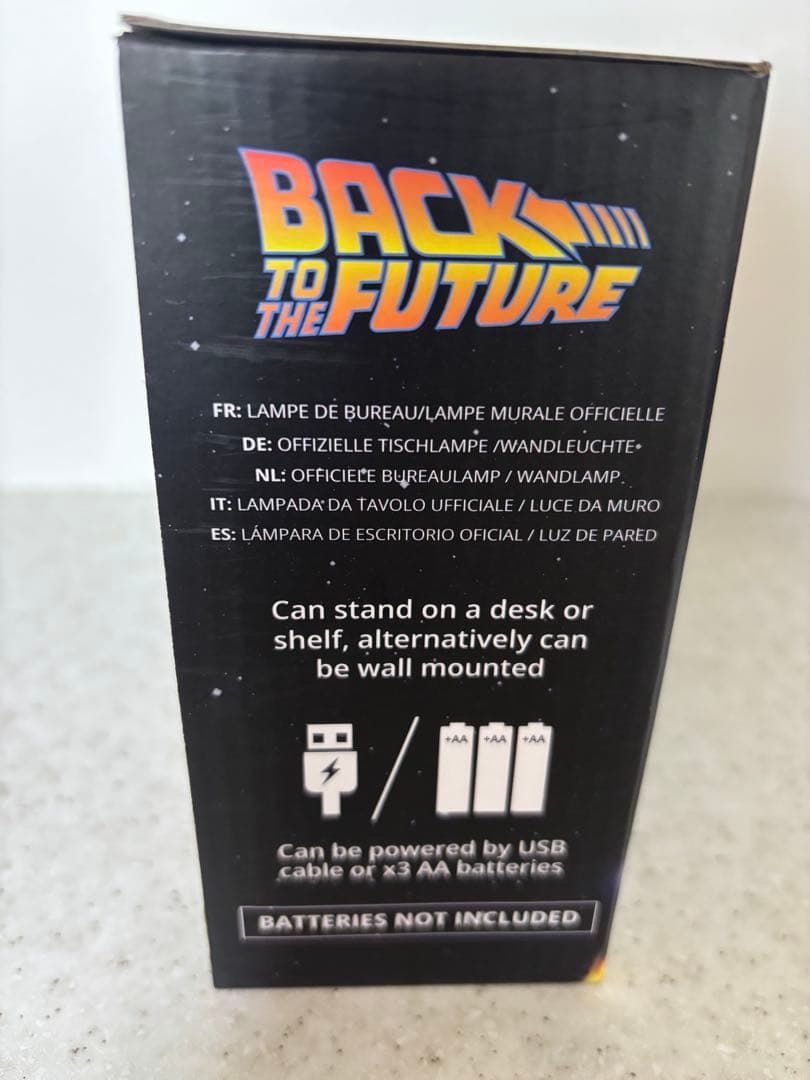 BACK
TO THE FUTURE
FR: LAMPE DE BUREAU/LAMPE MURALE OFFICIELLE
DE: OFFIZIELLE TISCHLAMPE /WANDLEUCHTE
NL: OFFICIELE BUREAULAMP / WANDLAMP
IT: LAMPADA DA TAVOLO UFFICIALE / LUCE DA MURO
ES: LÁMPARA DE ESCRITORIO OFICIAL / LUZ DE PARED
Can stand on a desk or
shelf, alternatively can
be wall mounted
+AA +AA +AA
Can be powered by USB
cable or x3 AA batteries
BATTERIES NOT INCLUDED